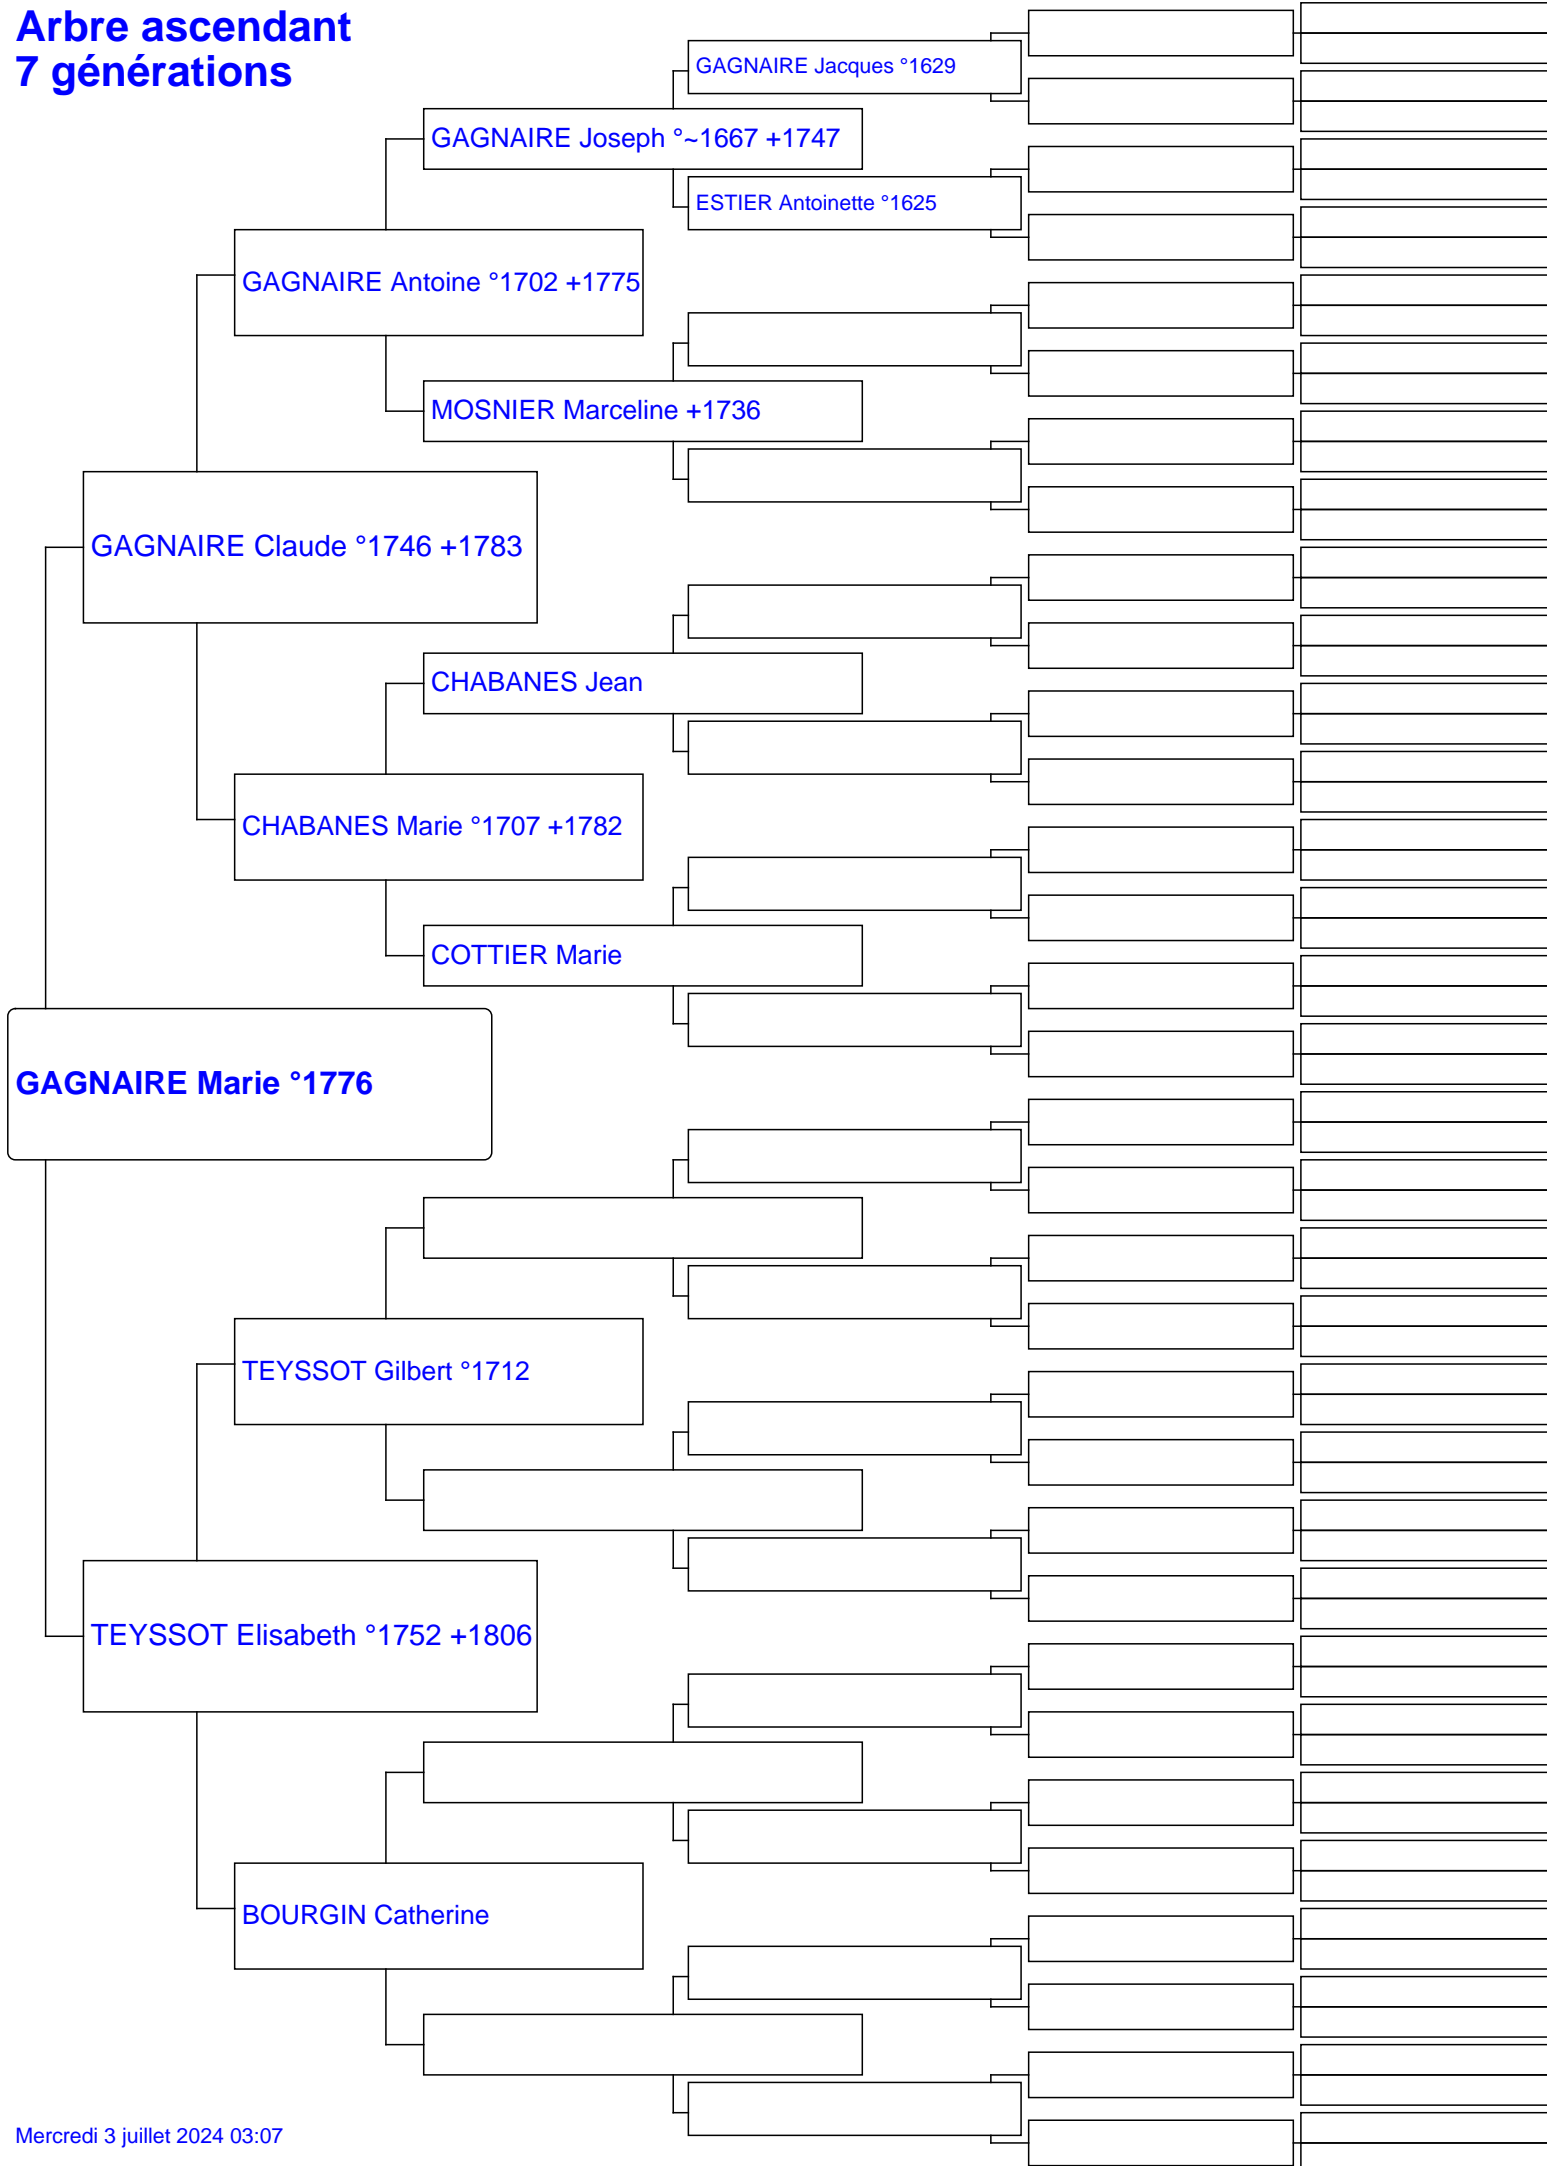 Arbre ascendant
7 générations
GAGNAIRE Jacques °1629
GAGNAIRE Joseph °~1667 +1747
ESTIER Antoinette °1625
GAGNAIRE Antoine °1702 +1775
MOSNIER Marceline +1736
GAGNAIRE Claude °1746 +1783
CHABANES Jean
CHABANES Marie °1707 +1782
COTTIER Marie
GAGNAIRE Marie °1776
TEYSSOT Gilbert °1712
TEYSSOT Elisabeth °1752 +1806
BOURGIN Catherine
Mercredi 3 juillet 2024 03:07